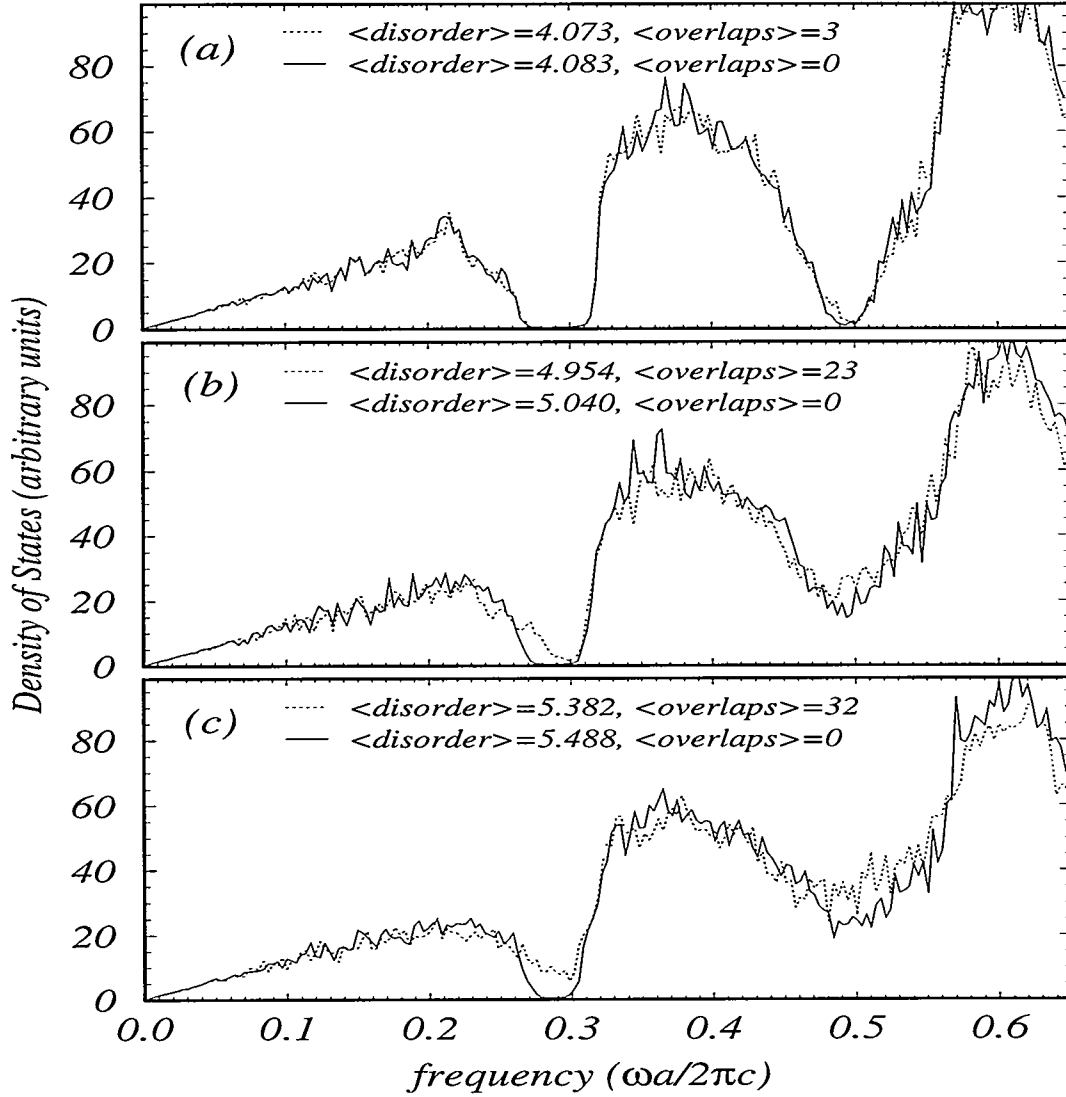 (a)
<disorder>=4.073, <overlaps>=3
<disorder>=4.083, <overlaps>=0
80
60
40
20
0
(b)
<disorder>=4.954, <overlaps>=23
<disorder>=5.040, <overlaps>=0
80
60
40
20
0
(c)
<disorder>=5.382, <overlaps>=32
<disorder>=5.488, <overlaps>=0
80
60
40
20
0
Density of States (arbitrary units)
0.0 0.1 0.2 0.3 0.4 0.5 0.6
frequency (ωa/2πc)